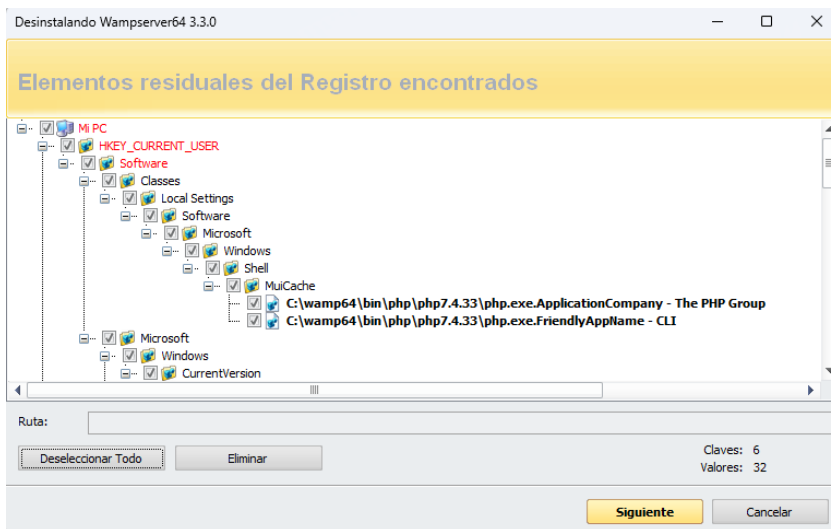 Desinstalando Wampserver64 3.3.0
Elementos residuales del Registro encontrados
Mi PC
HKEY_CURRENT_USER
Software
Classes
Local Settings
Software
Microsoft
Windows
Shell
MuiCache
C:\wamp64\bin\php\php7.4.33\php.exe.ApplicationCompany - The PHP Group
C:\wamp64\bin\php\php7.4.33\php.exe.FriendlyAppName - CLI
Microsoft
Windows
CurrentVersion
Ruta:
Deseleccionar Todo Eliminar Claves: 6
Valores: 32
Siguiente Cancelar